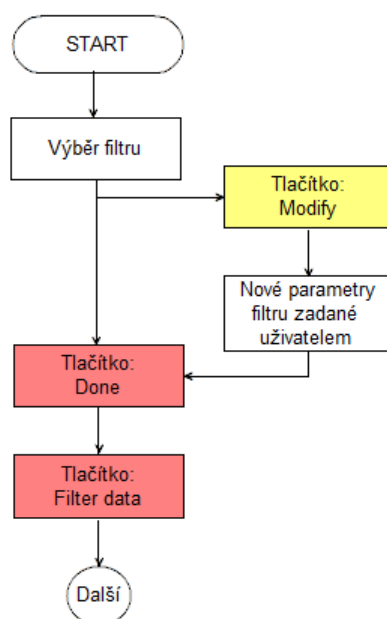 START
Výběr filtru
Tlačítko:
Modify
Nové parametry
filtru zadané
uživatelem
Tlačítko:
Done
Tlačítko:
Filter data
Další